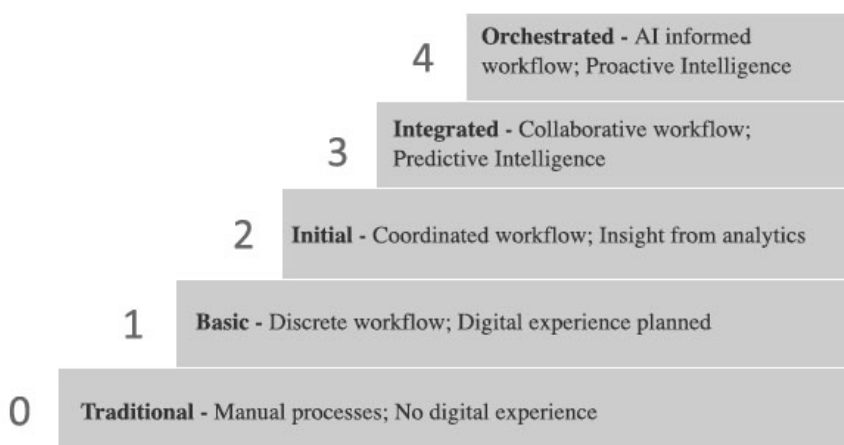 4
Orchestrated - AI informed
workflow; Proactive Intelligence
3
Integrated - Collaborative workflow;
Predictive Intelligence
2
Initial - Coordinated workflow; Insight from analytics
1
Basic - Discrete workflow; Digital experience planned
0
Traditional - Manual processes; No digital experience